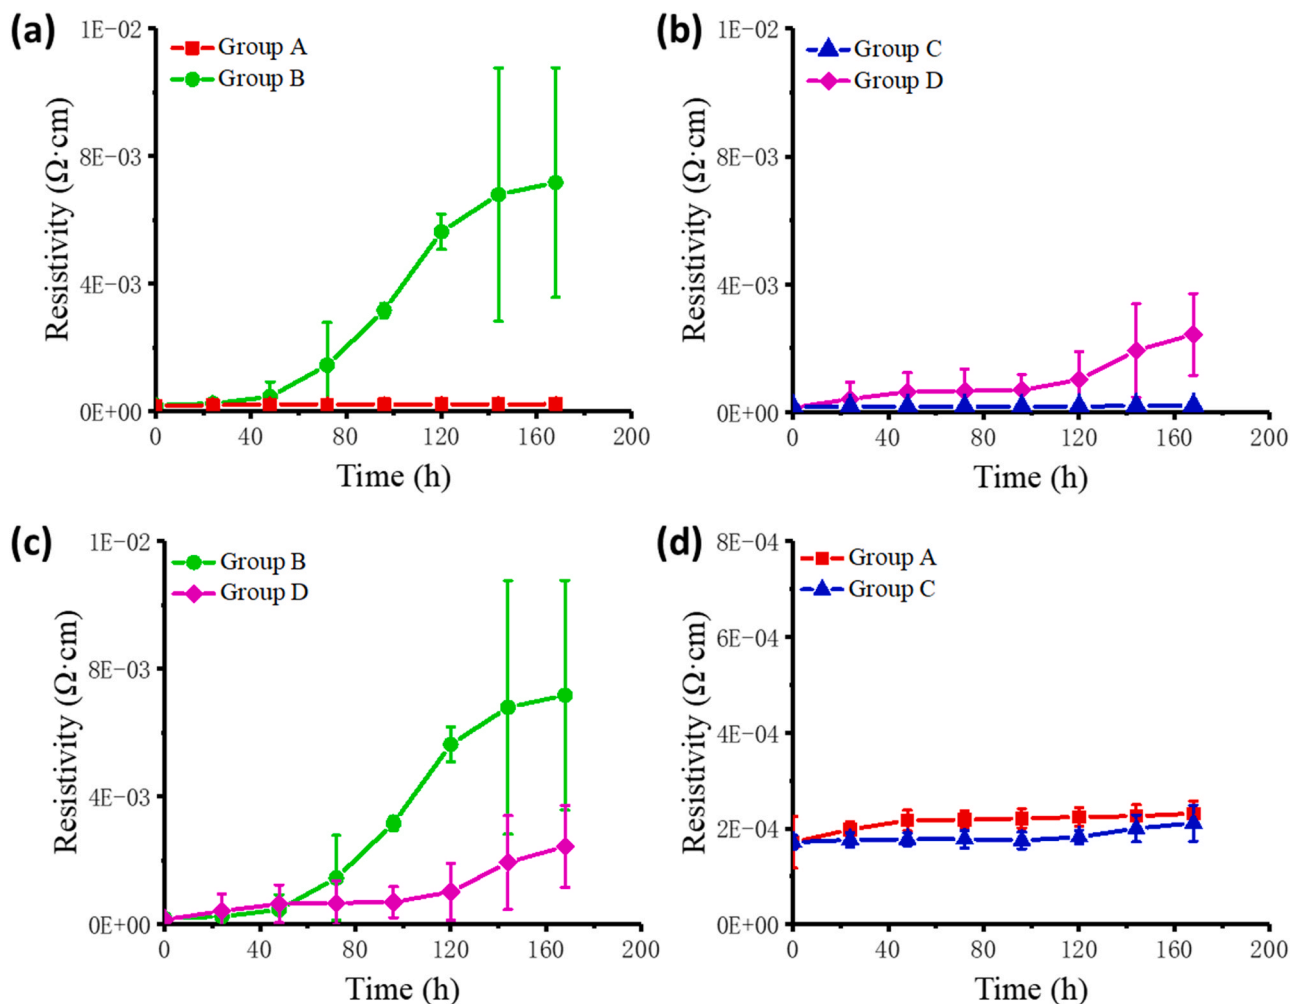 (a)
1E-02
8E-03
4E-03
0E+00
Resistivity (Ω·cm)
Group A
Group B
0 40 80 120 160 200
Time (h)
(b)
1E-02
8E-03
4E-03
0E+00
Resistivity (Ω·cm)
Group C
Group D
0 40 80 120 160 200
Time (h)
(c)
1E-02
8E-03
4E-03
0E+00
Resistivity (Ω·cm)
Group B
Group D
0 40 80 120 160 200
Time (h)
(d)
8E-04
6E-04
4E-04
2E-04
0E+00
Resistivity (Ω·cm)
Group A
Group C
0 40 80 120 160 200
Time (h)